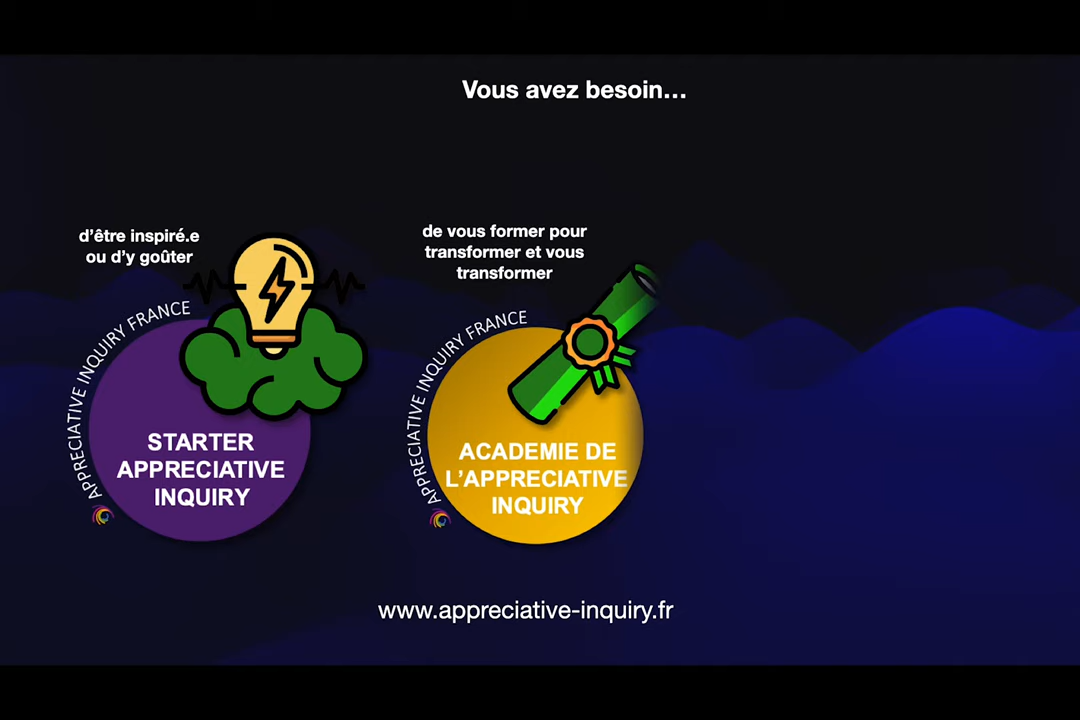 Vous avez besoin…
d'être inspiré.e
ou d'y goûter
APPRECIATIVE INQUIRY FRANCE
STARTER
APPRECIATIVE
INQUIRY
de vous former pour
transformer et vous
transformer
APPRECIATIVE INQUIRY FRANCE
ACADEMIE DE
L'APPRECIATIVE
INQUIRY
www.appreciative-inquiry.fr